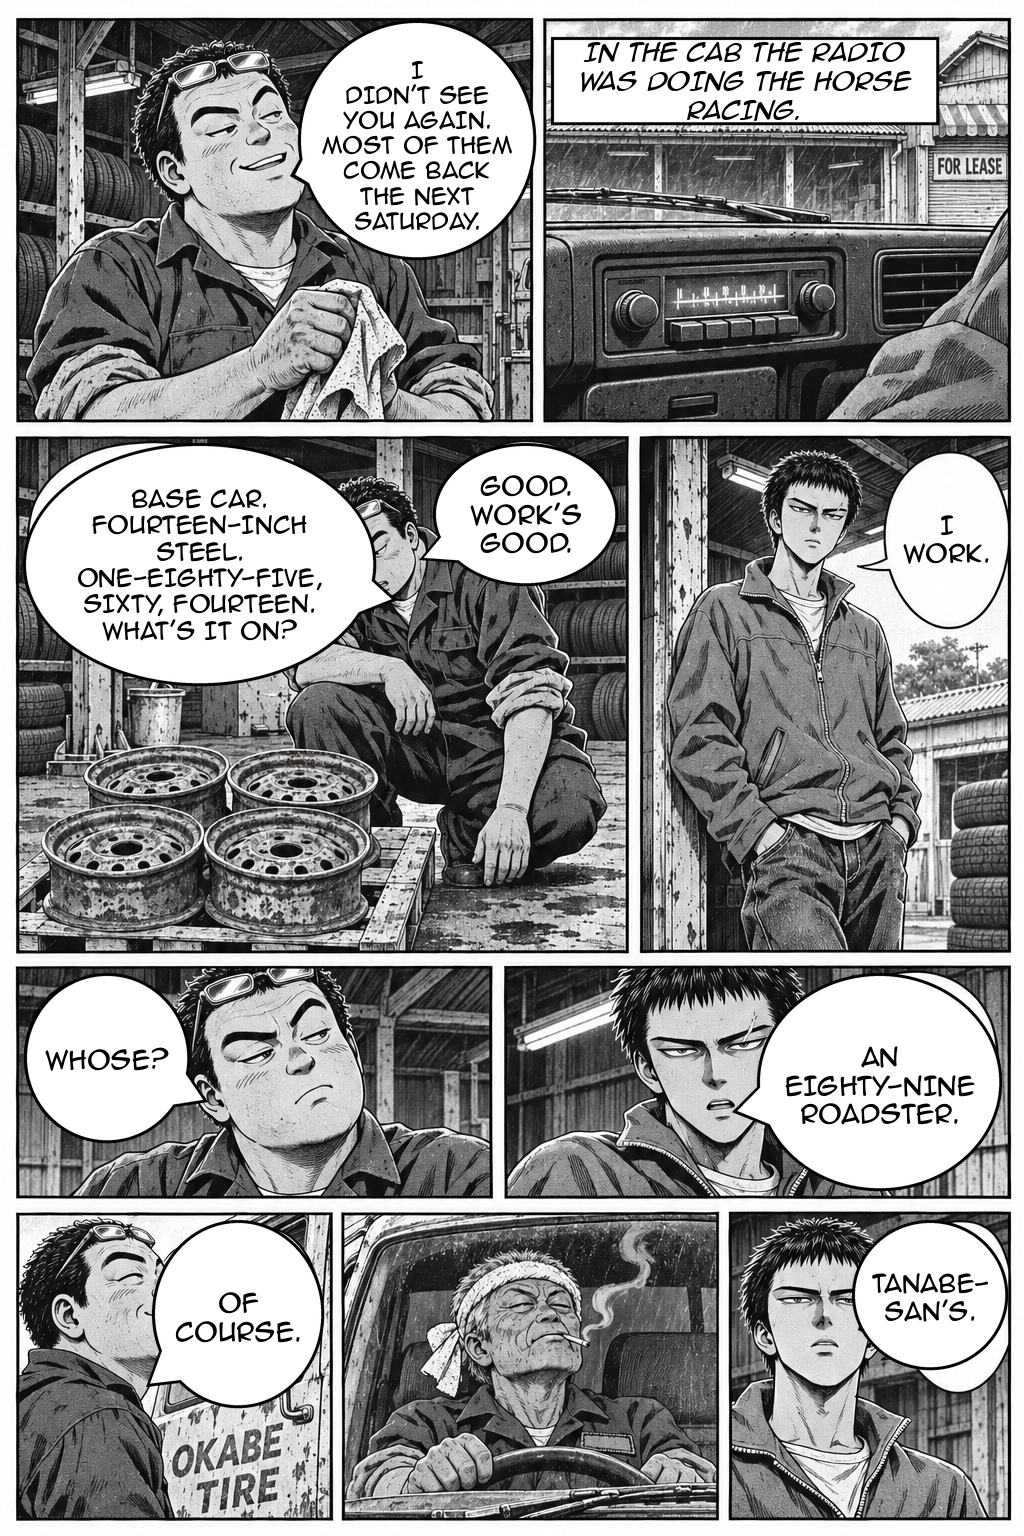 I
DIDN'T SEE
YOU AGAIN.
MOST OF THEM
COME BACK
THE NEXT
SATURDAY.
IN THE CAB THE RADIO
WAS DOING THE HORSE
RACING.
FOR LEASE
BASE CAR.
FOURTEEN-INCH
STEEL.
ONE-EIGHTY-FIVE,
SIXTY, FOURTEEN.
WHAT'S IT ON?
GOOD.
WORK'S
GOOD.
I
WORK.
WHOSE?
AN
EIGHTY-NINE
ROADSTER.
OF
COURSE.
OKABE
TIRE
TANABE-
SAN'S.